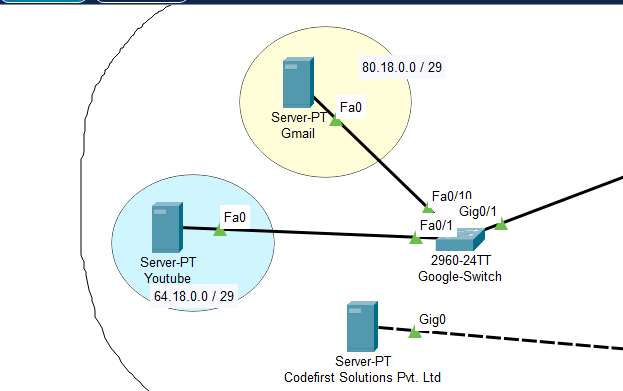 80.18.0.0 / 29
Fa0
Server-PT
Gmail
Fa0/10
Gig0/1
Fa0
Fa0/1
2960-24TT
Google-Switch
Server-PT
Youtube
64.18.0.0 / 29
Gig0
Server-PT
Codefirst Solutions Pvt. Ltd